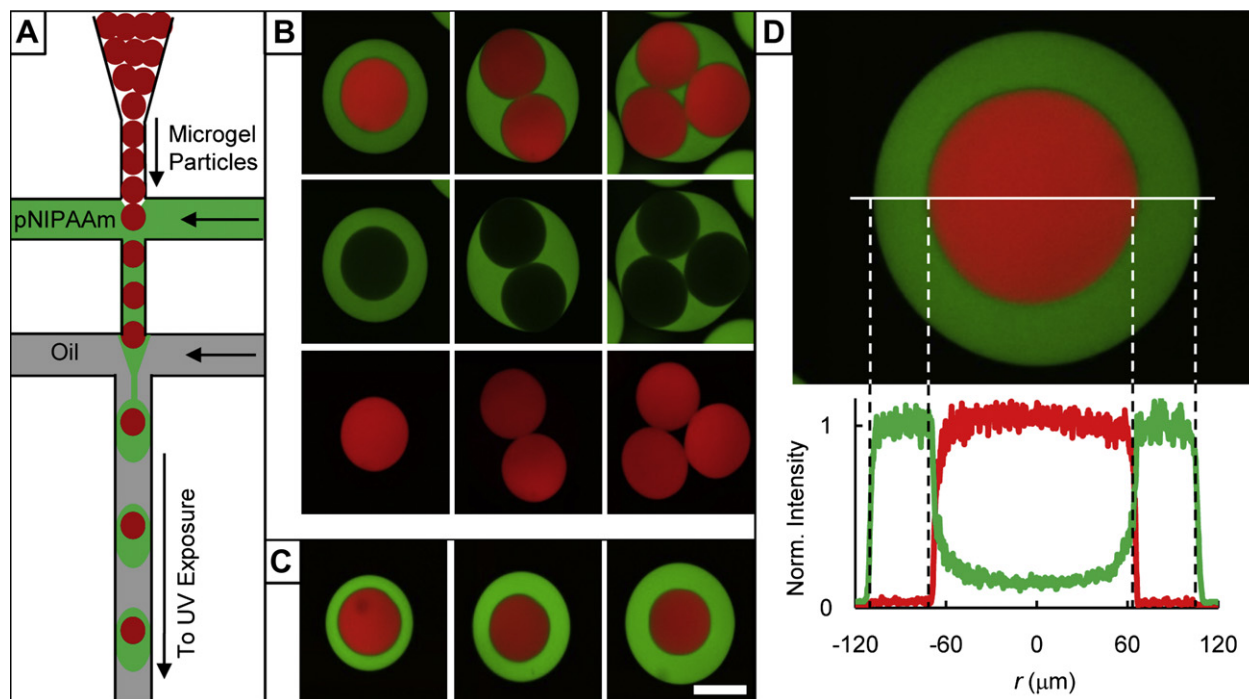 A
Microgel
Particles
pNIPAAm
Oil
To UV Exposure
B
C
D
Norm. Intensity
1
0
-120
-60
0
60
120
r (μm)